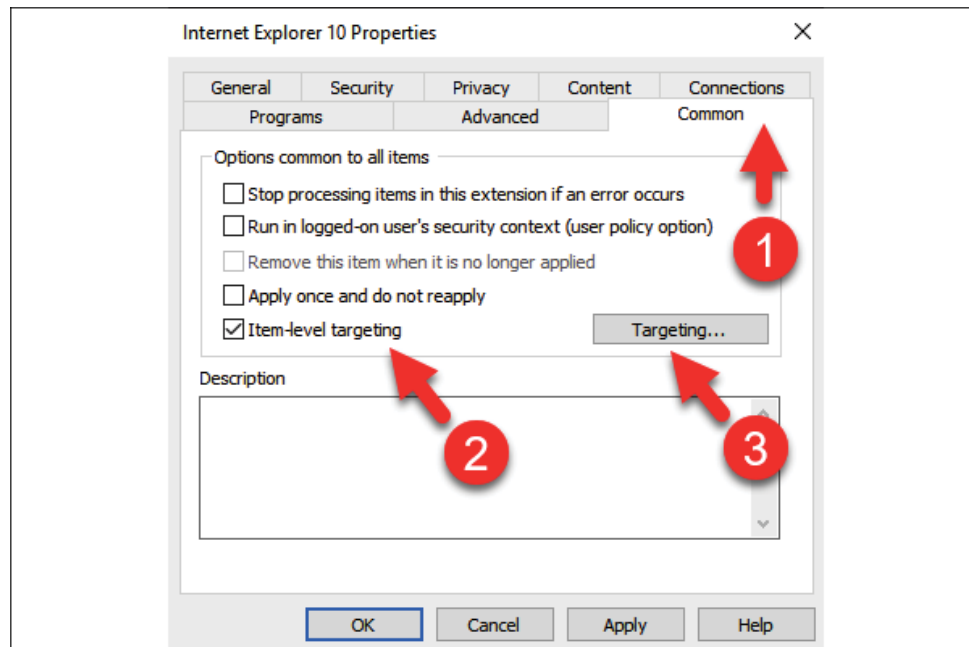 Internet Explorer 10 Properties
General Security Privacy Content Connections
Programs Advanced Common
Options common to all items
Stop processing items in this extension if an error occurs
Run in logged-on user's security context (user policy option)
1
Remove this item when it is no longer applied
Apply once and do not reapply
Item-level targeting Targeting...
Description
2
3
OK Cancel Apply Help